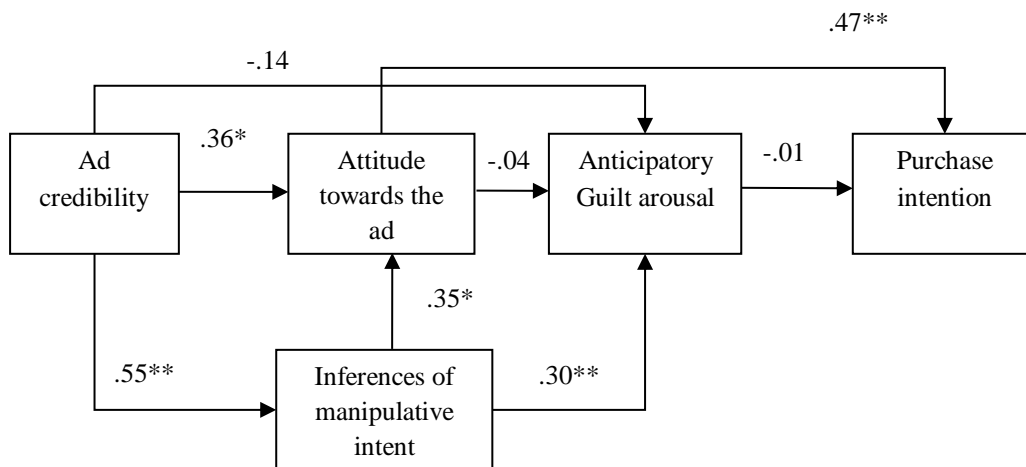 .47**
-.14
.36*
Ad
credibility
Attitude
towards the
ad
-.04
Anticipatory
Guilt arousal
-.01
Purchase
intention
.35*
.55**
Inferences of
manipulative
intent
.30**